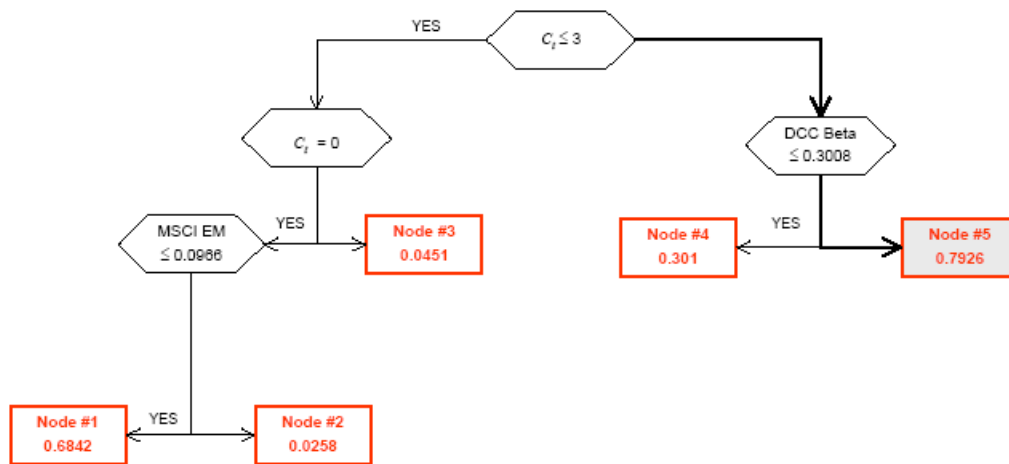 YES
C_t ≤ 3
C_t = 0
DCC Beta
≤ 0.3008
YES
MSCI EM
≤ 0.0966
Node #3
0.0451
Node #4
0.301
YES
Node #5
0.7926
Node #1
0.6842
YES
Node #2
0.0258